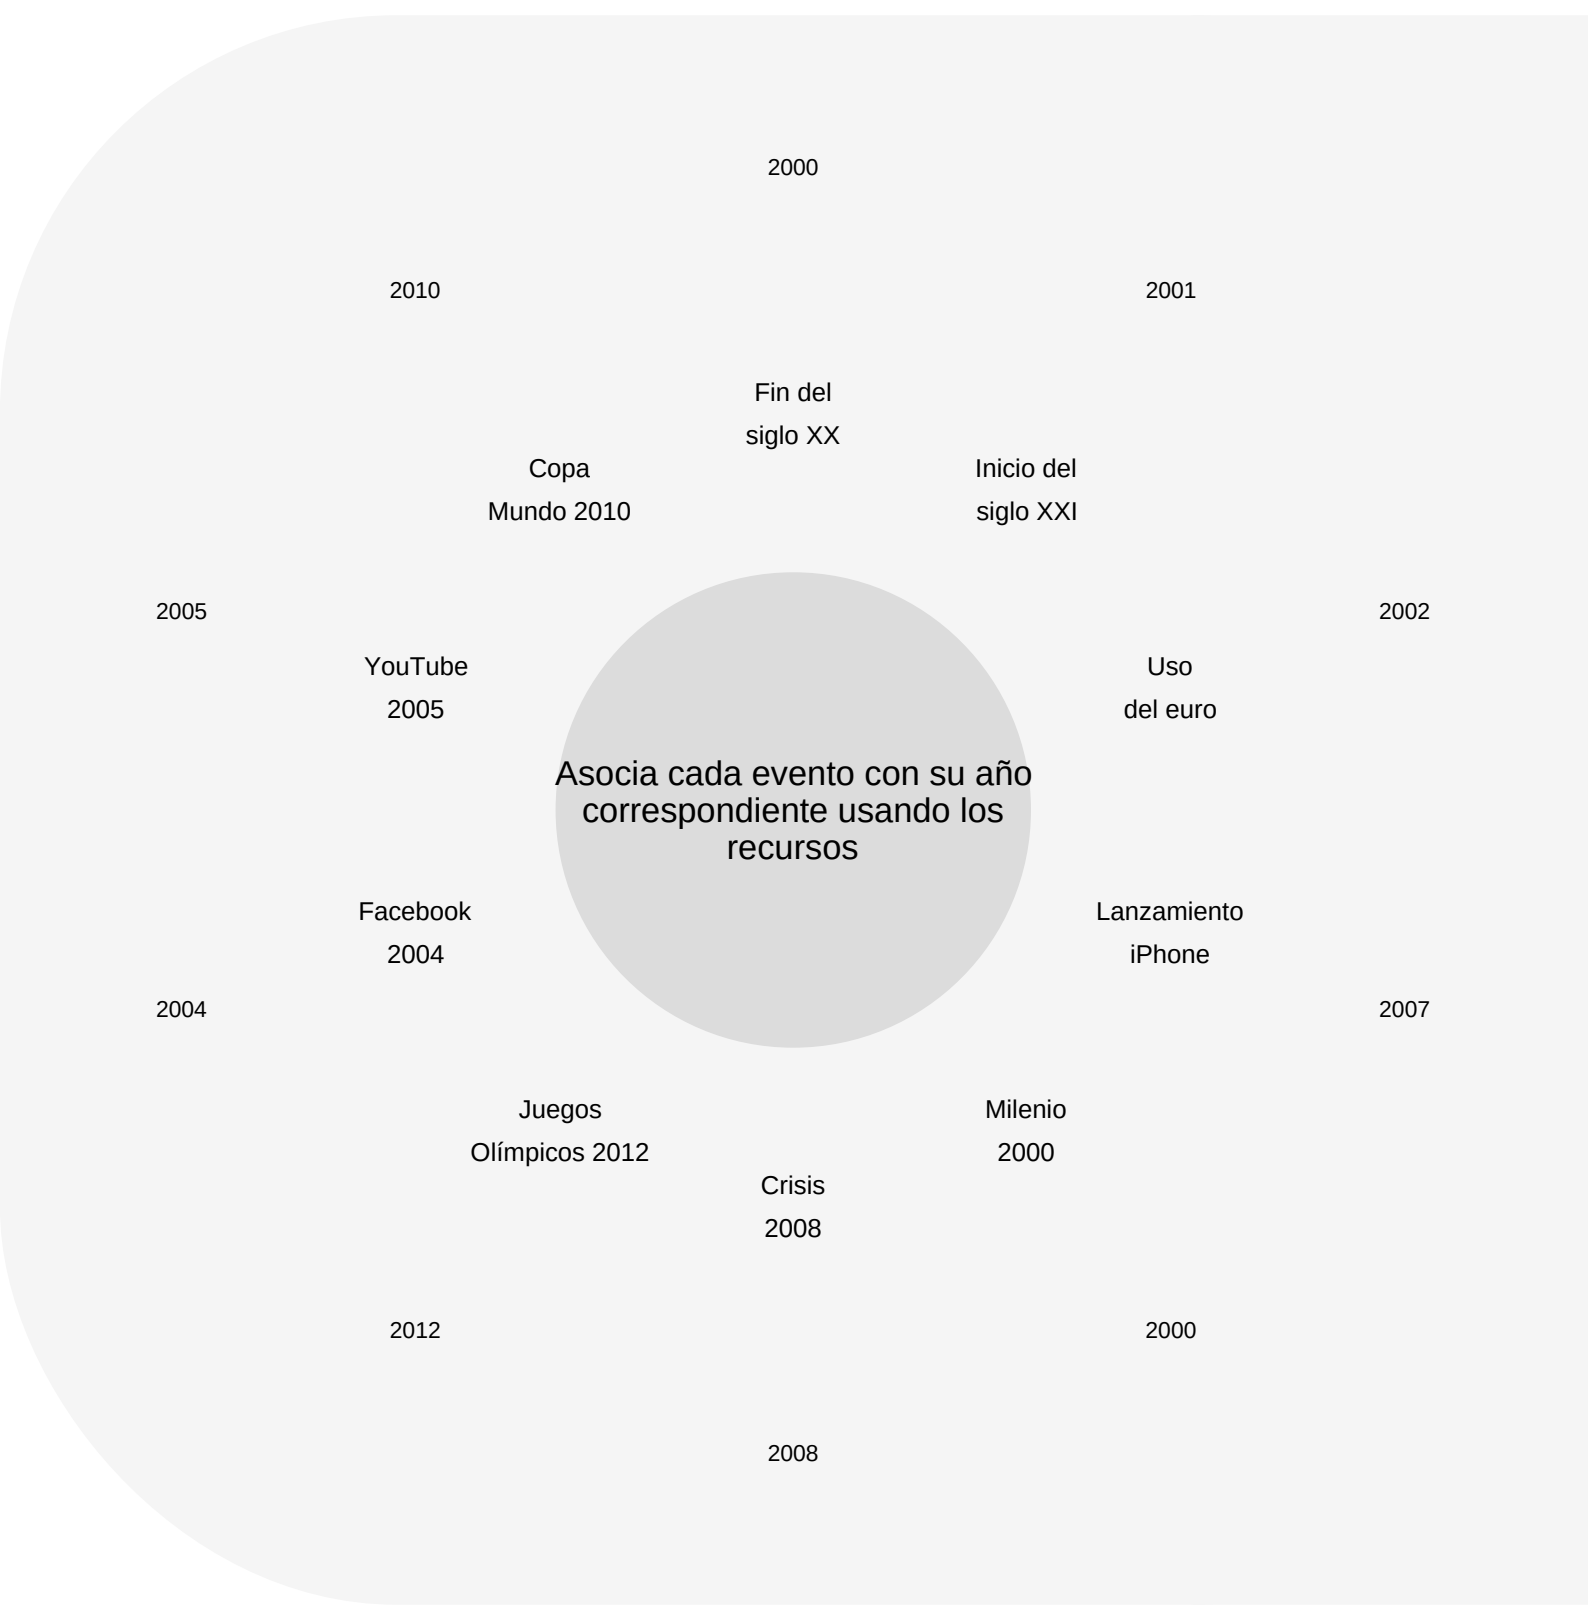 2000
2010
2001
Fin del
siglo XX
Copa
Mundo 2010
Inicio del
siglo XXI
2005
2002
YouTube
2005
Uso
del euro
Asocia cada evento con su año
correspondiente usando los
recursos
Facebook
2004
Lanzamiento
iPhone
2004
2007
Juegos
Olímpicos 2012
Milenio
2000
Crisis
2008
2012
2000
2008